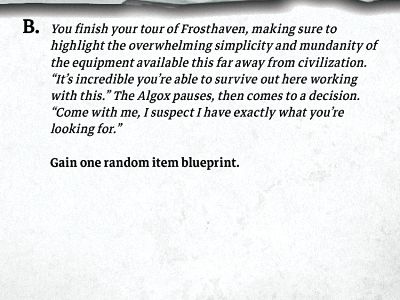 B. You finish your tour of Frosthaven, making sure to
highlight the overwhelming simplicity and mundanity of
the equipment available this far away from civilization.
“It’s incredible you’re able to survive out here working
with this.” The Algox pauses, then comes to a decision.
“Come with me, I suspect I have exactly what you’re
looking for.”
Gain one random item blueprint.